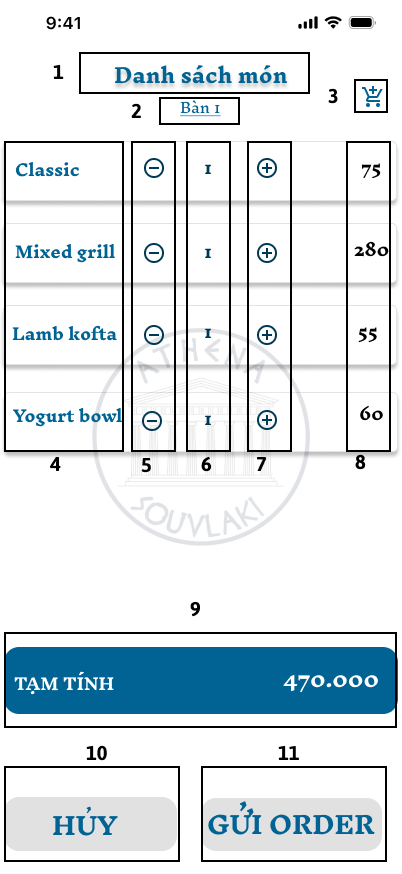 9:41
1
Danh sách món
2
Bàn 1
3
Classic 1 75
Mixed grill 1 280
Lamb kofta 1 55
Yogurt bowl 1 60
4 5 6 7 8
ATHENA
SOUVLAKI
9
TẠM TÍNH 470.000
10 11
HỦY GỬI ORDER